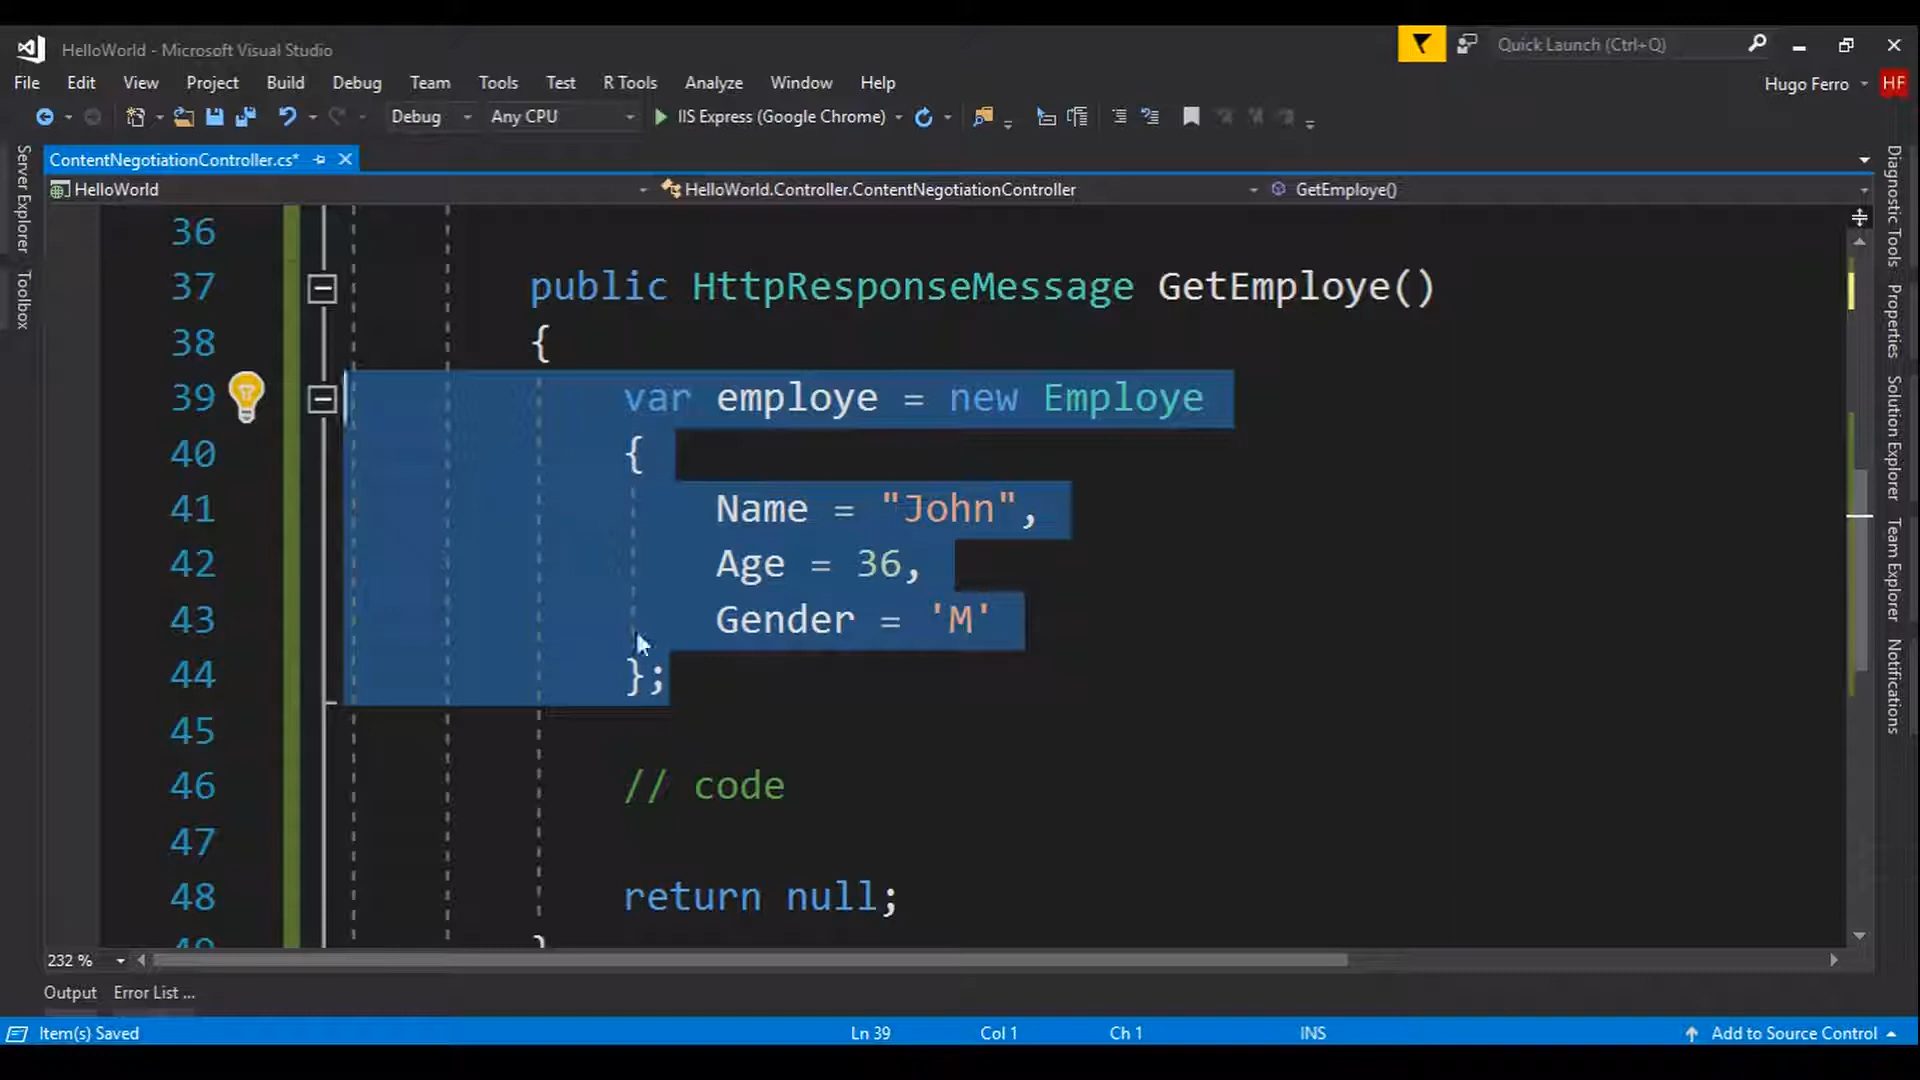 HelloWorld - Microsoft Visual Studio
Quick Launch (Ctrl+Q)
File Edit View Project Build Debug Team Tools Test R Tools Analyze Window Help
Hugo Ferro HF
Debug Any CPU IIS Express (Google Chrome)
ContentNegotiationController.cs*
HelloWorld HelloWorld.Controller.ContentNegotiationController GetEmploye()
Server Explorer
Toolbox
36
37 public HttpResponseMessage GetEmploye()
38 {
39 var employe = new Employe
40 {
41 Name = "John",
42 Age = 36,
43 Gender = 'M'
44 };
45
46 // code
47
48 return null;
49 }
Diagnostic Tools
Properties
Solution Explorer
Team Explorer
Notifications
232 %
Output Error List ...
Item(s) Saved Ln 39 Col 1 Ch 1 INS Add to Source Control